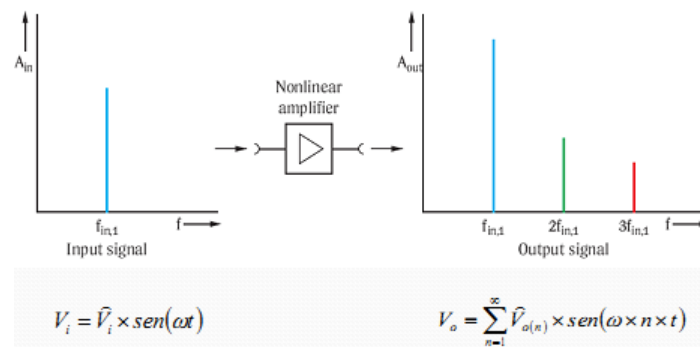 A_in
f_in,1
f
Input signal
Nonlinear
amplifier
A_out
f_in,1 2f_in,1 3f_in,1 f
Output signal
V_i = V̂_i × sen(ωt)
V_o = ∑_{n=1}^{∞} V̂_o(n) × sen(ω × n × t)